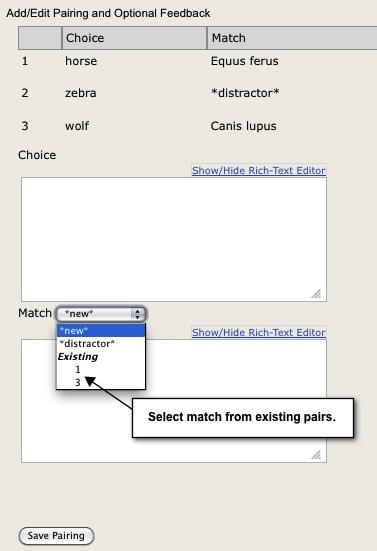 Add/Edit Pairing and Optional Feedback
Choice Match
1 horse Equus ferus
2 zebra *distractor*
3 wolf Canis lupus
Choice
Show/Hide Rich-Text Editor
Match *new*
*new*
Show/Hide Rich-Text Editor
*distractor*
Existing
1
3
Select match from existing pairs.
Save Pairing